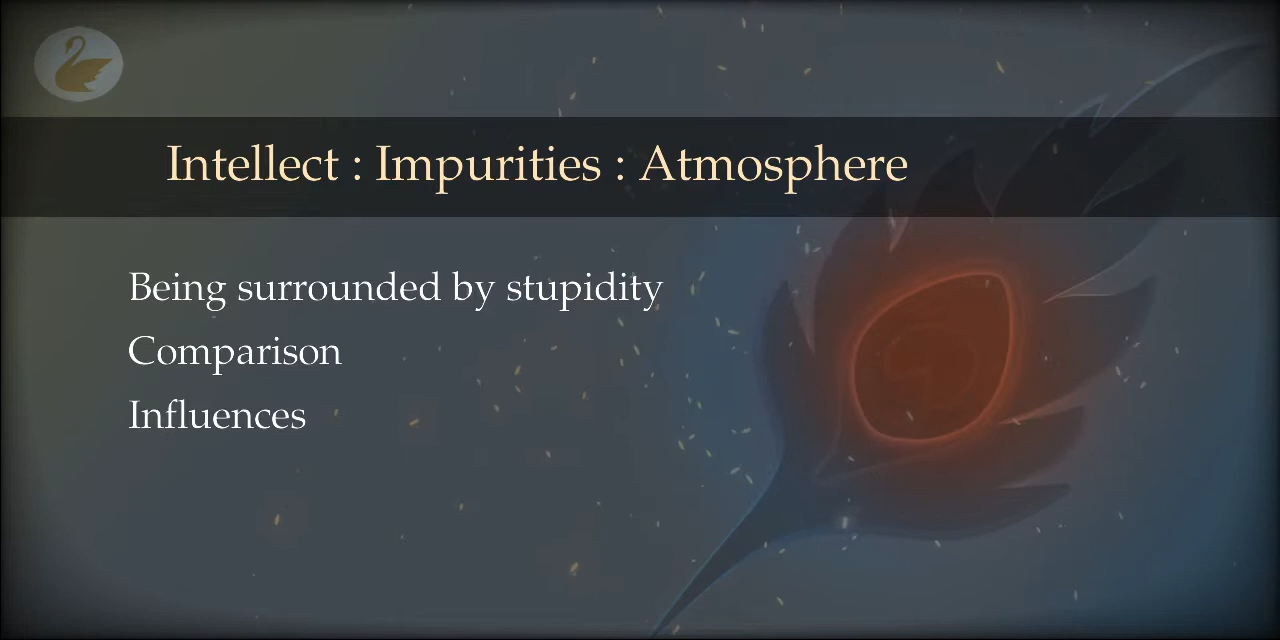 Intellect : Impurities : Atmosphere
Being surrounded by stupidity
Comparison
Influences